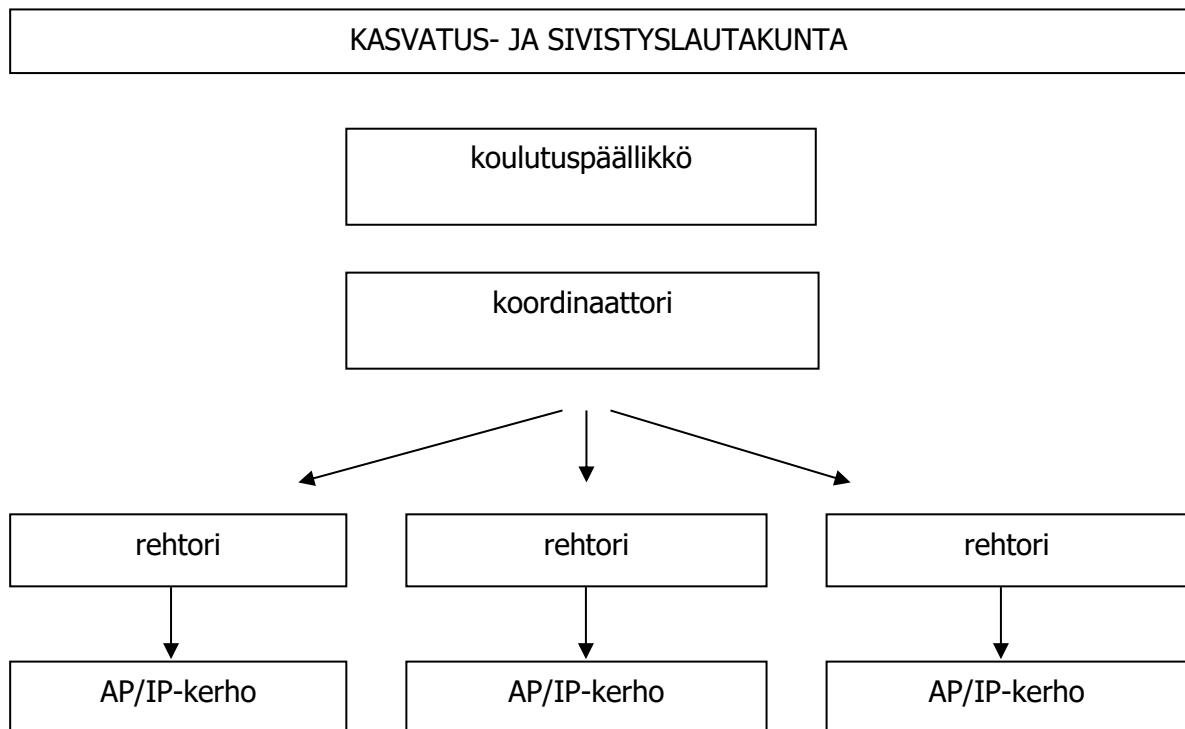 KASVATUS- JA SIVISTYSLAUTAKUNTA
koulutuspäällikkö
koordinaattori
rehtori
rehtori
rehtori
AP/IP-kerho
AP/IP-kerho
AP/IP-kerho